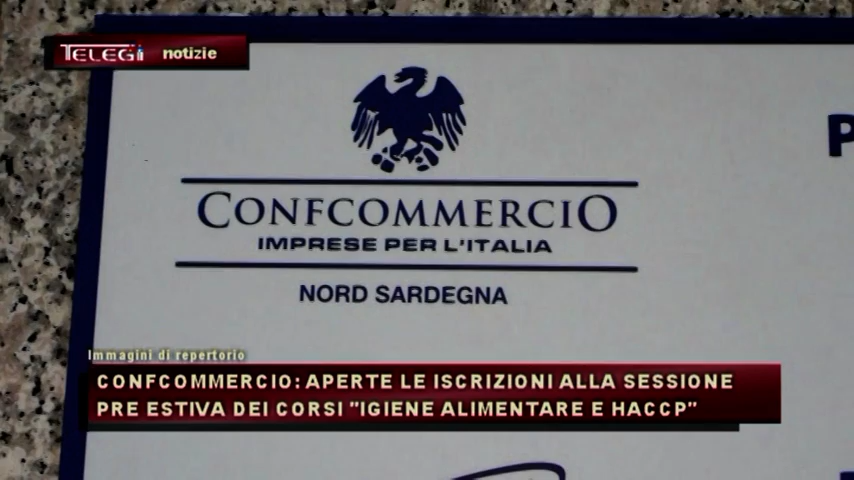 TELEGI notizie
P
CONFCOMMERCIO
IMPRESE PER L'ITALIA
NORD SARDEGNA
Immagini di repertorio
CONFCOMMERCIO: APERTE LE ISCRIZIONI ALLA SESSIONE
PRE ESTIVA DEI CORSI "IGIENE ALIMENTARE E HACCP"